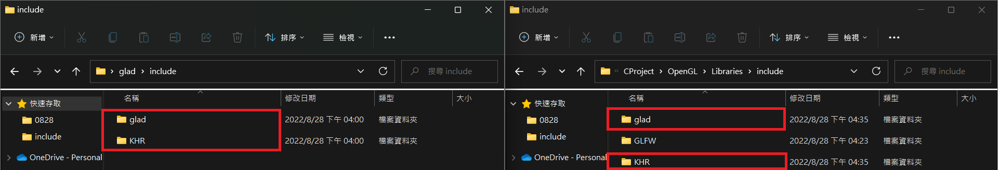 include
新增
排序
檢視
glad › include
搜尋 include
名稱 修改日期 類型 大小
快速存取
0828
include
OneDrive - Personal
glad 2022/8/28 下午 04:00 檔案資料夾
KHR 2022/8/28 下午 04:00 檔案資料夾
include
新增
排序
檢視
« CProject › OpenGL › Libraries › include
搜尋 include
名稱 修改日期 類型 大小
快速存取
0828
include
OneDrive - Personal
glad 2022/8/28 下午 04:35 檔案資料夾
GLFW 2022/8/28 下午 04:23 檔案資料夾
KHR 2022/8/28 下午 04:35 檔案資料夾